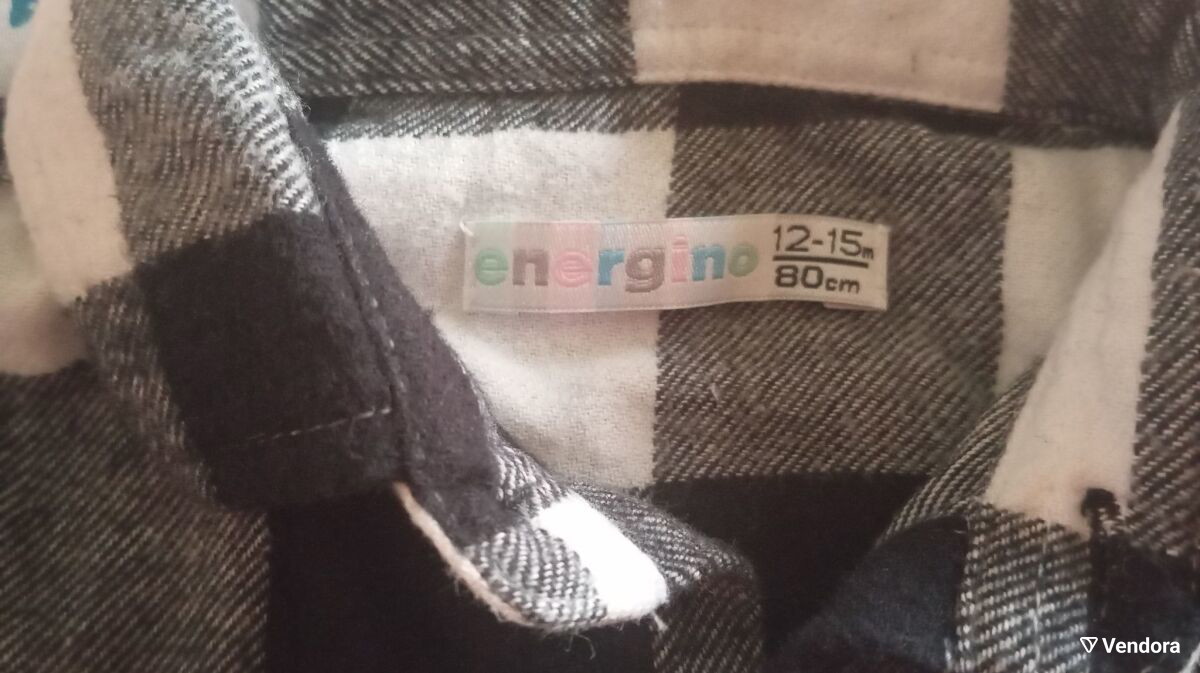 energino
12-15m
80cm
Vendora